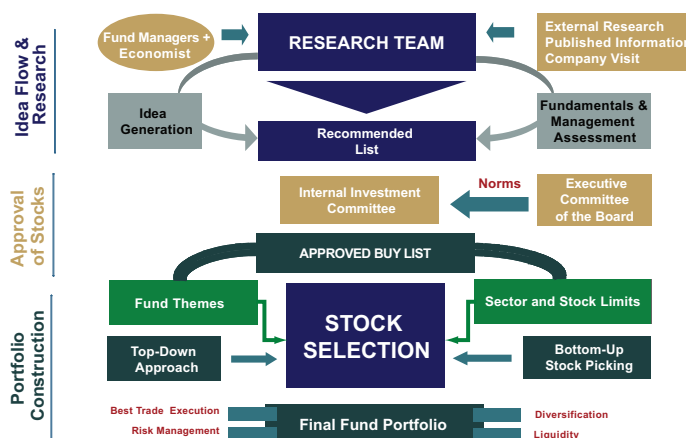 Idea Flow &
Research
Fund Managers +
Economist
RESEARCH TEAM
External Research
Published Information
Company Visit
Idea
Generation
Recommended
List
Fundamentals &
Management
Assessment
Approval
of Stocks
Internal Investment
Committee
Norms
Executive
Committee
of the Board
APPROVED BUY LIST
Portfolio
Construction
Fund Themes
STOCK
SELECTION
Sector and Stock Limits
Top-Down
Approach
Bottom-Up
Stock Picking
Best Trade Execution
Risk Management
Final Fund Portfolio
Diversification
Liquidity